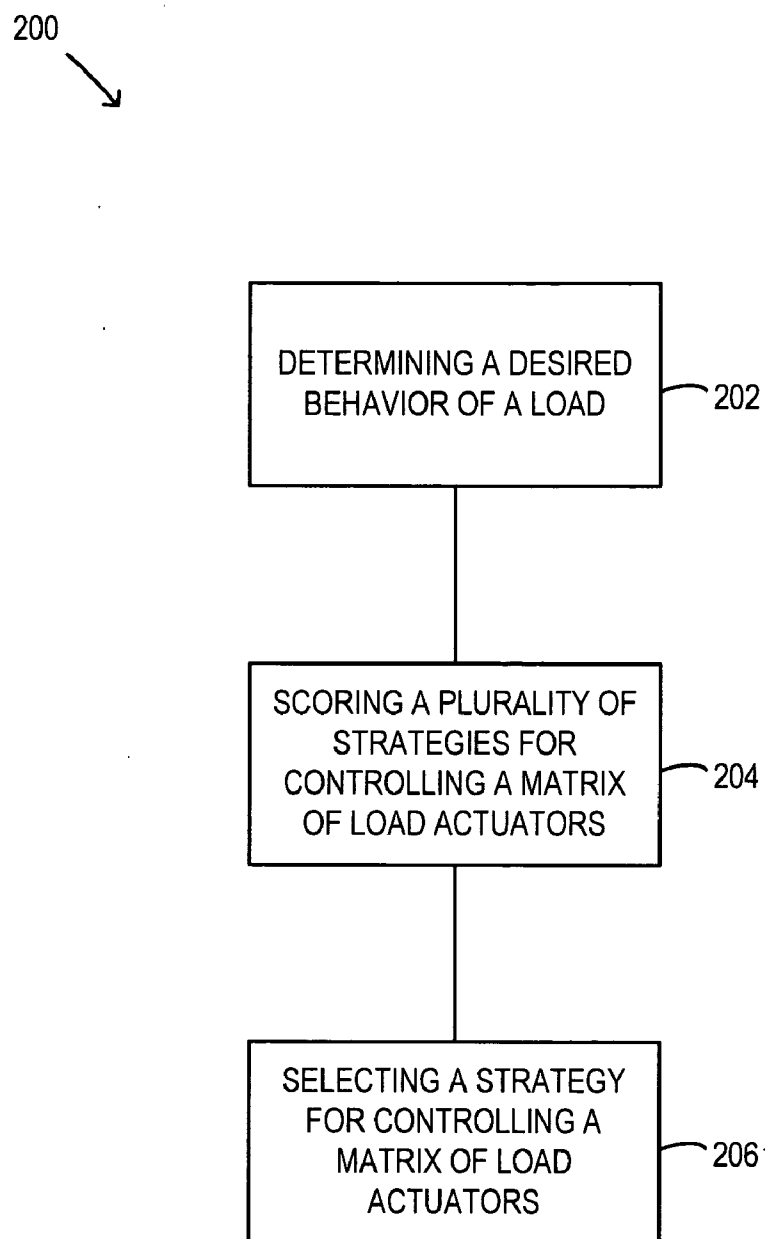 200
DETERMINING A DESIRED
BEHAVIOR OF A LOAD
202
SCORING A PLURALITY OF
STRATEGIES FOR
CONTROLLING A MATRIX
OF LOAD ACTUATORS
204
SELECTING A STRATEGY
FOR CONTROLLING A
MATRIX OF LOAD
ACTUATORS
206